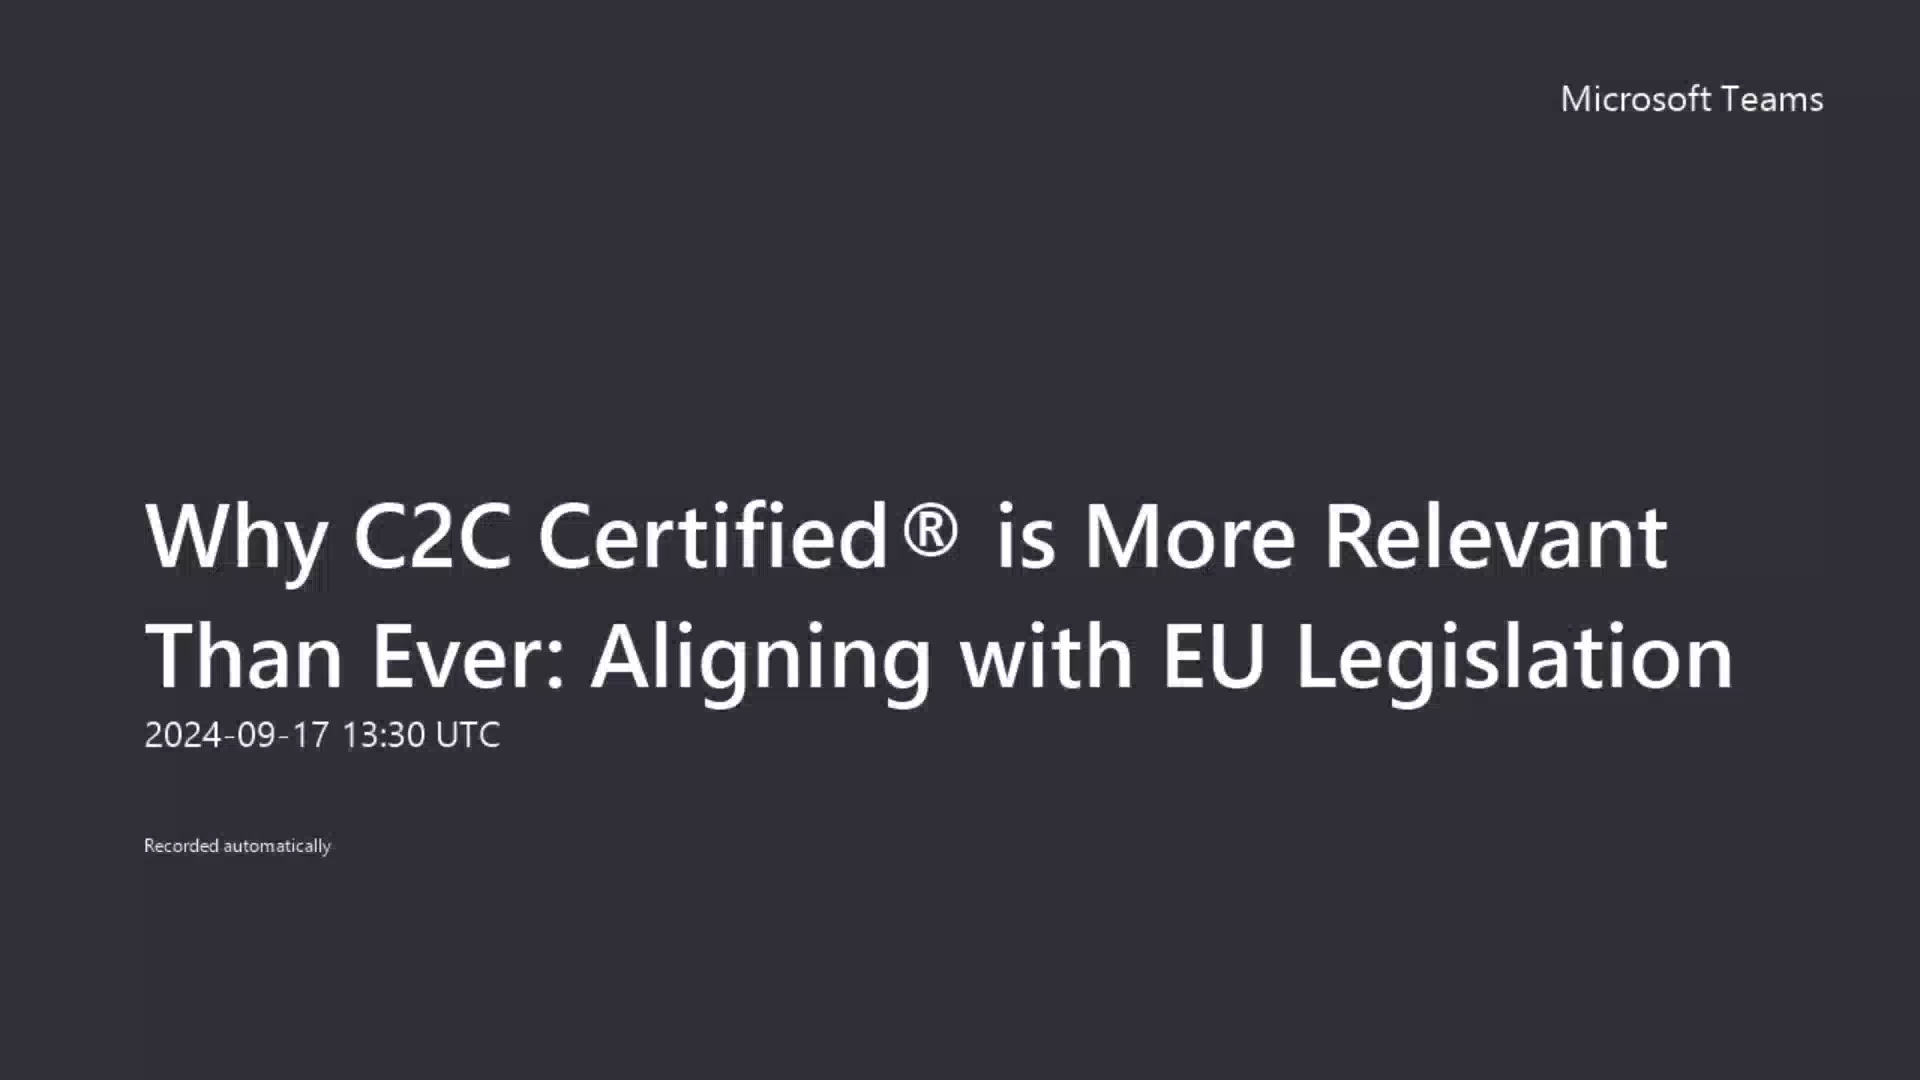 Microsoft Teams
Why C2C Certified® is More Relevant
Than Ever: Aligning with EU Legislation
2024-09-17 13:30 UTC
Recorded automatically